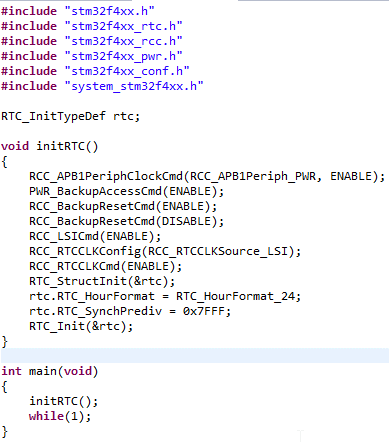 #include "stm32f4xx.h"
#include "stm32f4xx_rtc.h"
#include "stm32f4xx_rcc.h"
#include "stm32f4xx_pwr.h"
#include "stm32f4xx_conf.h"
#include "system_stm32f4xx.h"

RTC_InitTypeDef rtc;

void initRTC()
{
    RCC_APB1PeriphClockCmd(RCC_APB1Periph_PWR, ENABLE);
    PWR_BackupAccessCmd(ENABLE);
    RCC_BackupResetCmd(ENABLE);
    RCC_BackupResetCmd(DISABLE);
    RCC_LSICmd(ENABLE);
    RCC_RTCCLKConfig(RCC_RTCCLKSource_LSI);
    RCC_RTCCLKCmd(ENABLE);
    RTC_StructInit(&rtc);
    rtc.RTC_HourFormat = RTC_HourFormat_24;
    rtc.RTC_SynchPrediv = 0x7FFF;
    RTC_Init(&rtc);
}

int main(void)
{
    initRTC();
    while(1);
}